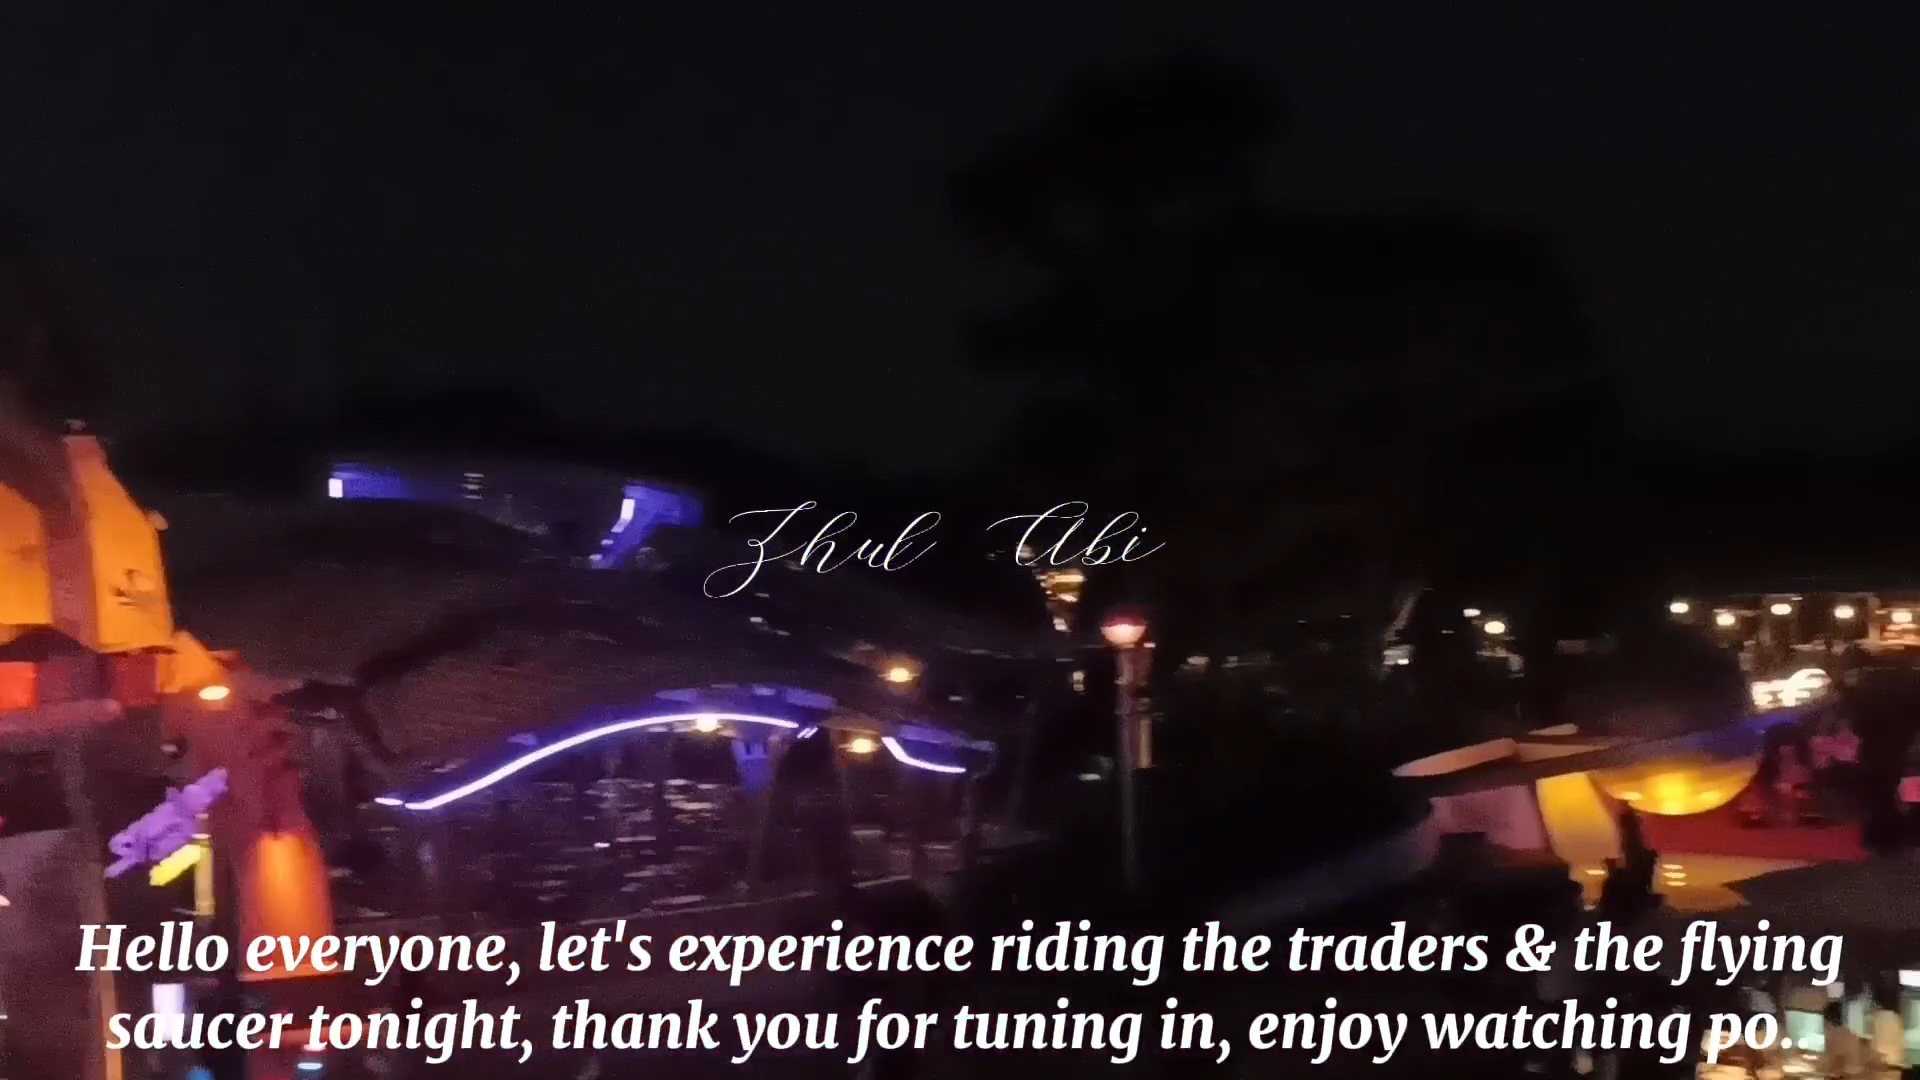 Zhul Abi
Hello everyone, let's experience riding the traders & the flying
saucer tonight, thank you for tuning in, enjoy watching po..